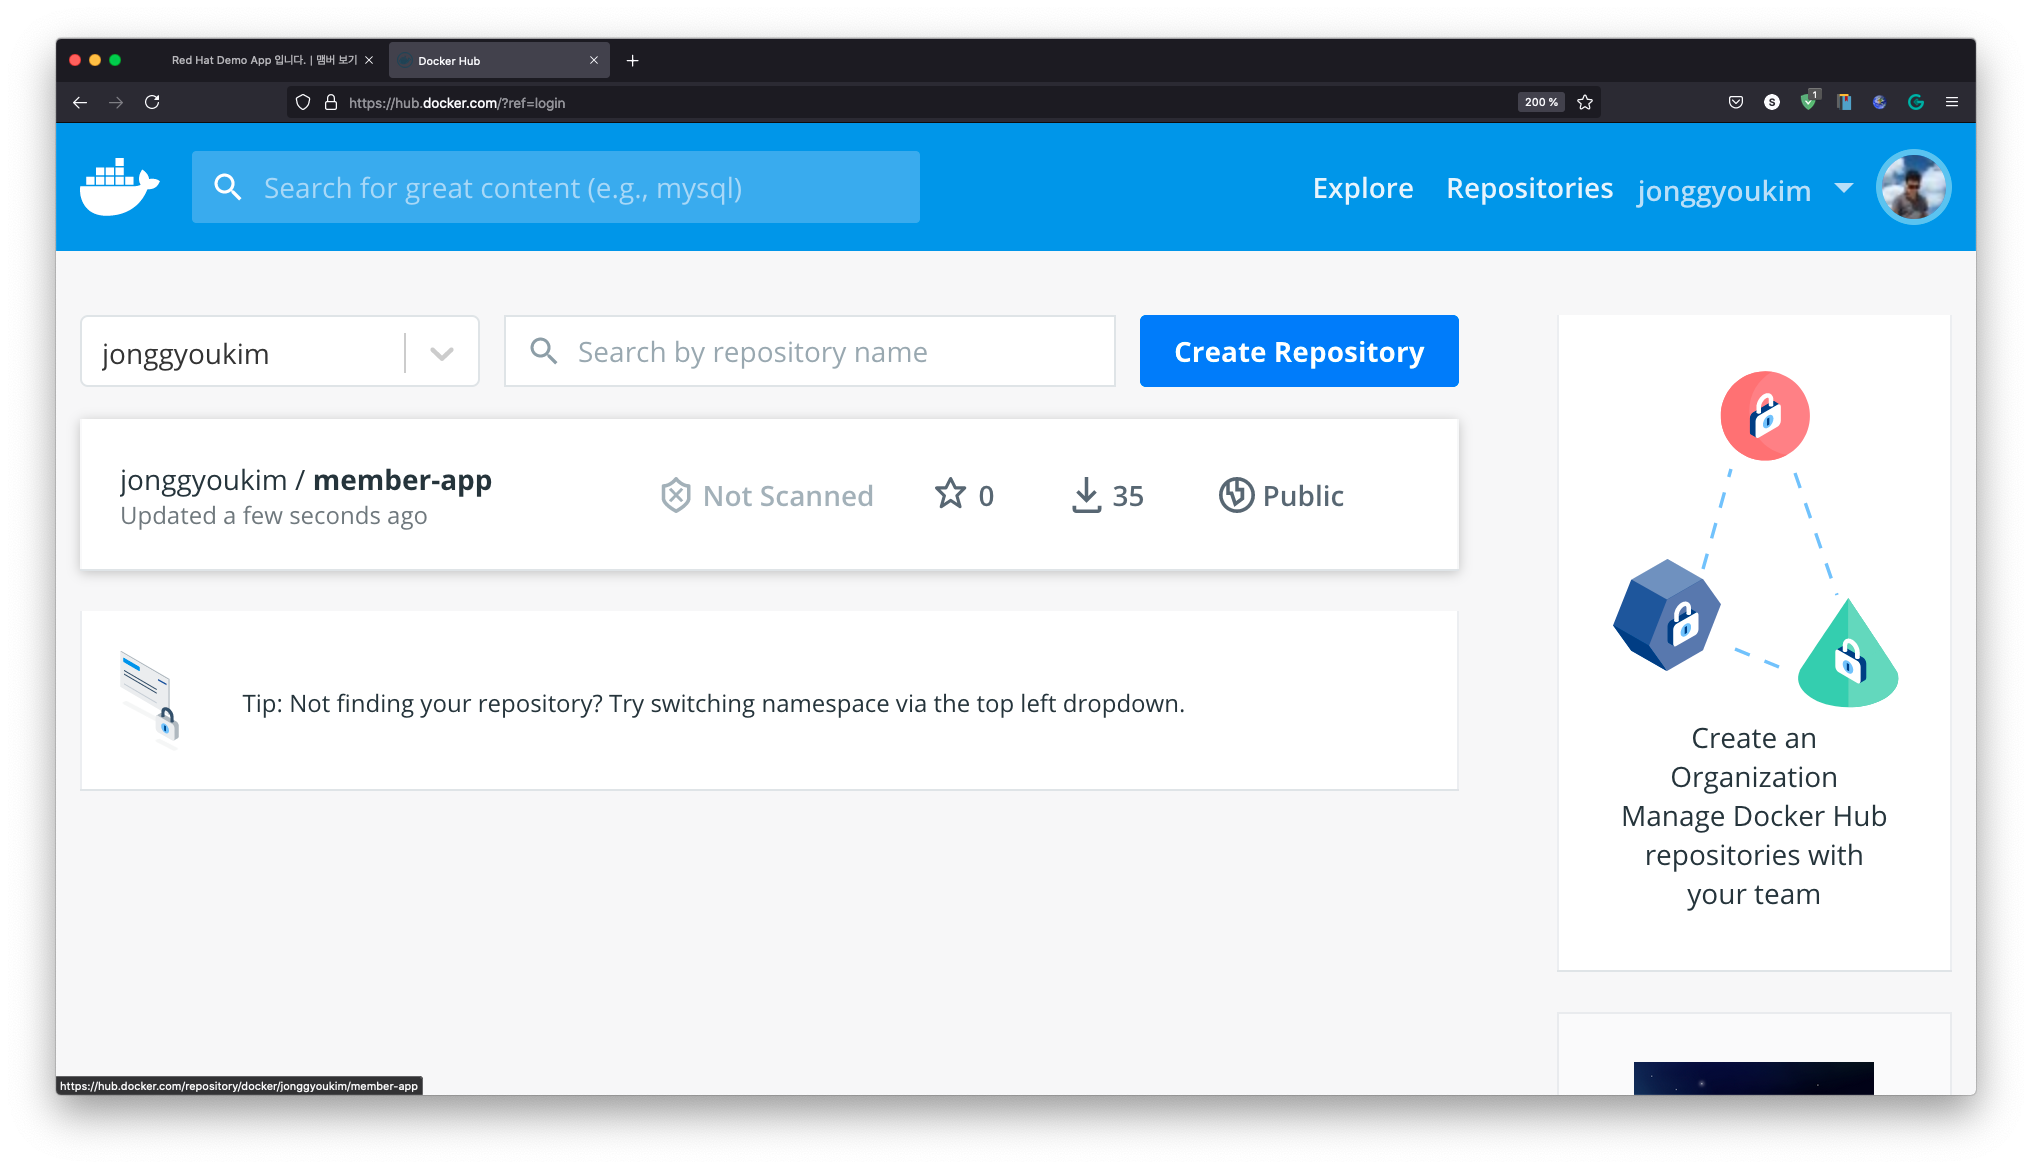 Red Hat Demo App 입니다. | 맴버 보기
Docker Hub
https://hub.docker.com/?ref=login
200 %
S
1
Search for great content (e.g., mysql)
Explore
Repositories
jonggyoukim
jonggyoukim
Search by repository name
Create Repository
jonggyoukim / member-app
Updated a few seconds ago
Not Scanned
0
35
Public
Tip: Not finding your repository? Try switching namespace via the top left dropdown.
Create an
Organization
Manage Docker Hub
repositories with
your team
https://hub.docker.com/repository/docker/jonggyoukim/member-app